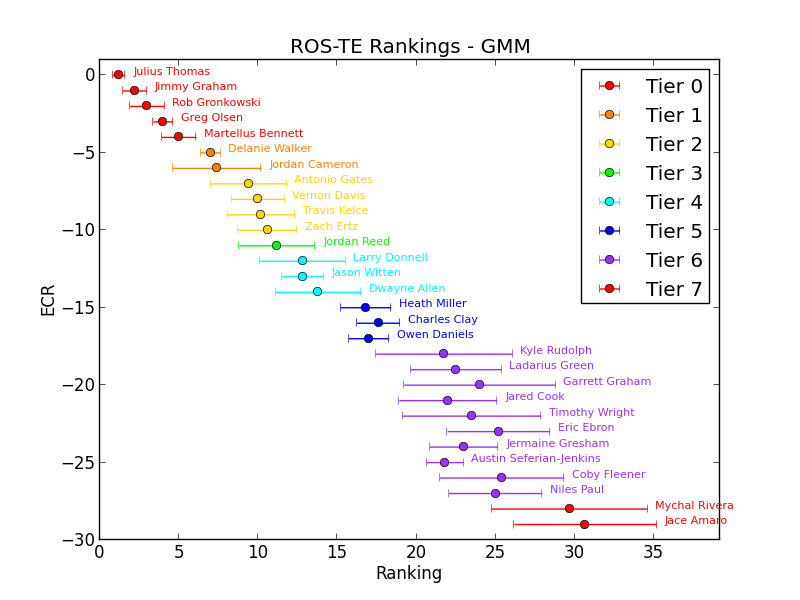 ROS-TE Rankings - GMM
0
−5
−10
−15
−20
−25
−30
ECR
Julius Thomas
Jimmy Graham
Rob Gronkowski
Greg Olsen
Martellus Bennett
Delanie Walker
Jordan Cameron
Antonio Gates
Vernon Davis
Travis Kelce
Zach Ertz
Jordan Reed
Larry Donnell
Jason Witten
Dwayne Allen
Heath Miller
Charles Clay
Owen Daniels
Kyle Rudolph
Ladarius Green
Garrett Graham
Jared Cook
Timothy Wright
Eric Ebron
Jermaine Gresham
Austin Seferian-Jenkins
Coby Fleener
Niles Paul
Mychal Rivera
Jace Amaro
Tier 0
Tier 1
Tier 2
Tier 3
Tier 4
Tier 5
Tier 6
Tier 7
0 5 10 15 20 25 30 35
Ranking